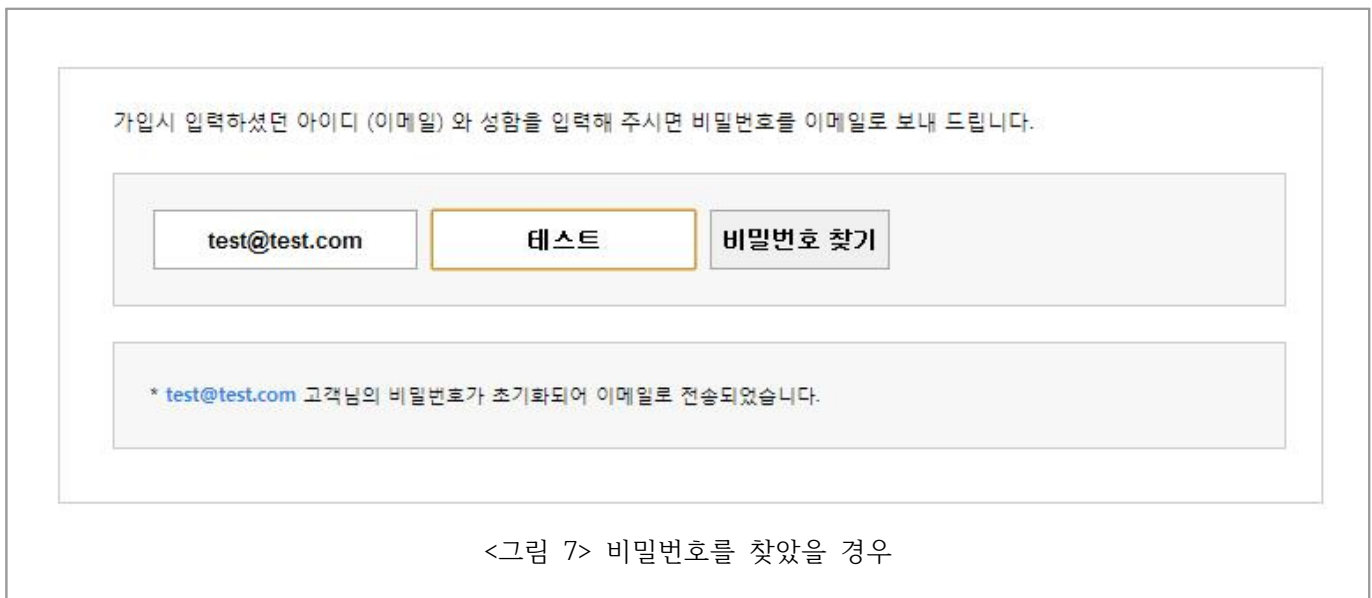 가입시 입력하셨던 아이디 (이메일) 와 성함을 입력해 주시면 비밀번호를 이메일로 보내 드립니다.
test@test.com 테스트 비밀번호 찾기
* test@test.com 고객님의 비밀번호가 초기화되어 이메일로 전송되었습니다.
<그림 7> 비밀번호를 찾았을 경우